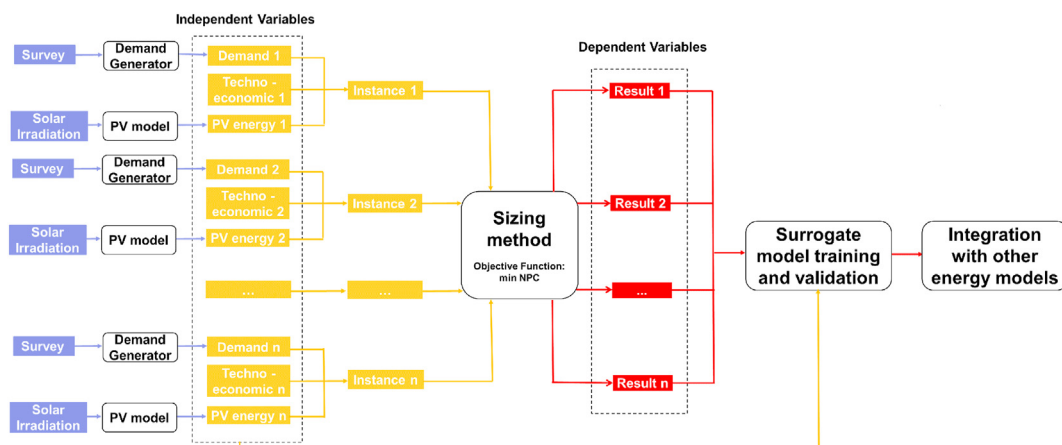 Independent Variables
Dependent Variables
Survey
Demand
Generator
Demand 1
Techno -
economic 1
Instance 1
Result 1
Solar
Irradiation
PV model
PV energy 1
Survey
Demand
Generator
Demand 2
Techno -
economic 2
Instance 2
Result 2
Solar
Irradiation
PV model
PV energy 2
Sizing
method
Objective Function:
min NPC
Surrogate
model training
and validation
Integration
with other
energy models
...
...
...
Survey
Demand
Generator
Demand n
Techno -
economic n
Instance n
Result n
Solar
Irradiation
PV model
PV energy n